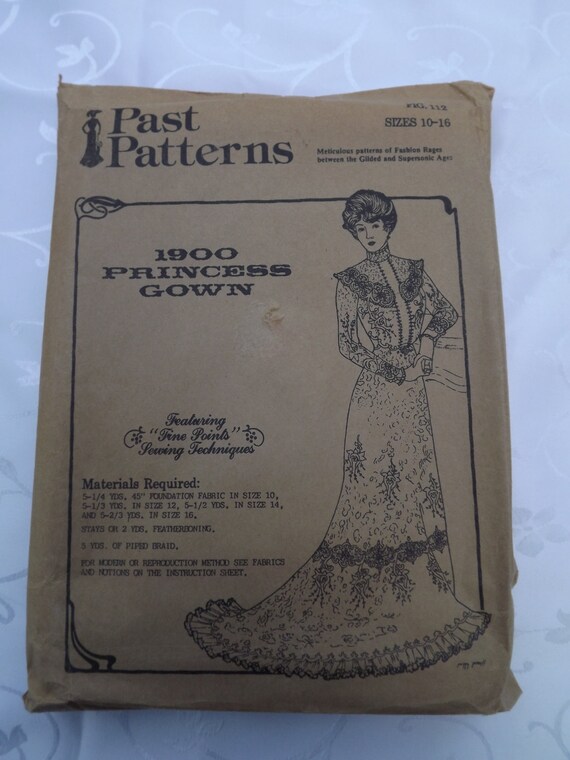 Past
Patterns
FIG. 112
SIZES 10-16
Meticulous patterns of Fashion Rages
between the Gilded and Supersonic Ages
1900
PRINCESS
GOWN
Featuring
"Fine Points"
Sewing Techniques
Materials Required:
5-1/4 YDS. 45" FOUNDATION FABRIC IN SIZE 10,
5-1/3 YDS. IN SIZE 12, 5-1/2 YDS. IN SIZE 14,
AND 5-2/3 YDS. IN SIZE 16.
STAYS OR 2 YDS. FEATHERBONING.
5 YDS. OF PIPED BRAID.
FOR MODERN OR REPRODUCTION METHOD SEE FABRICS
AND NOTIONS OR THE INSTRUCTION SHEET.